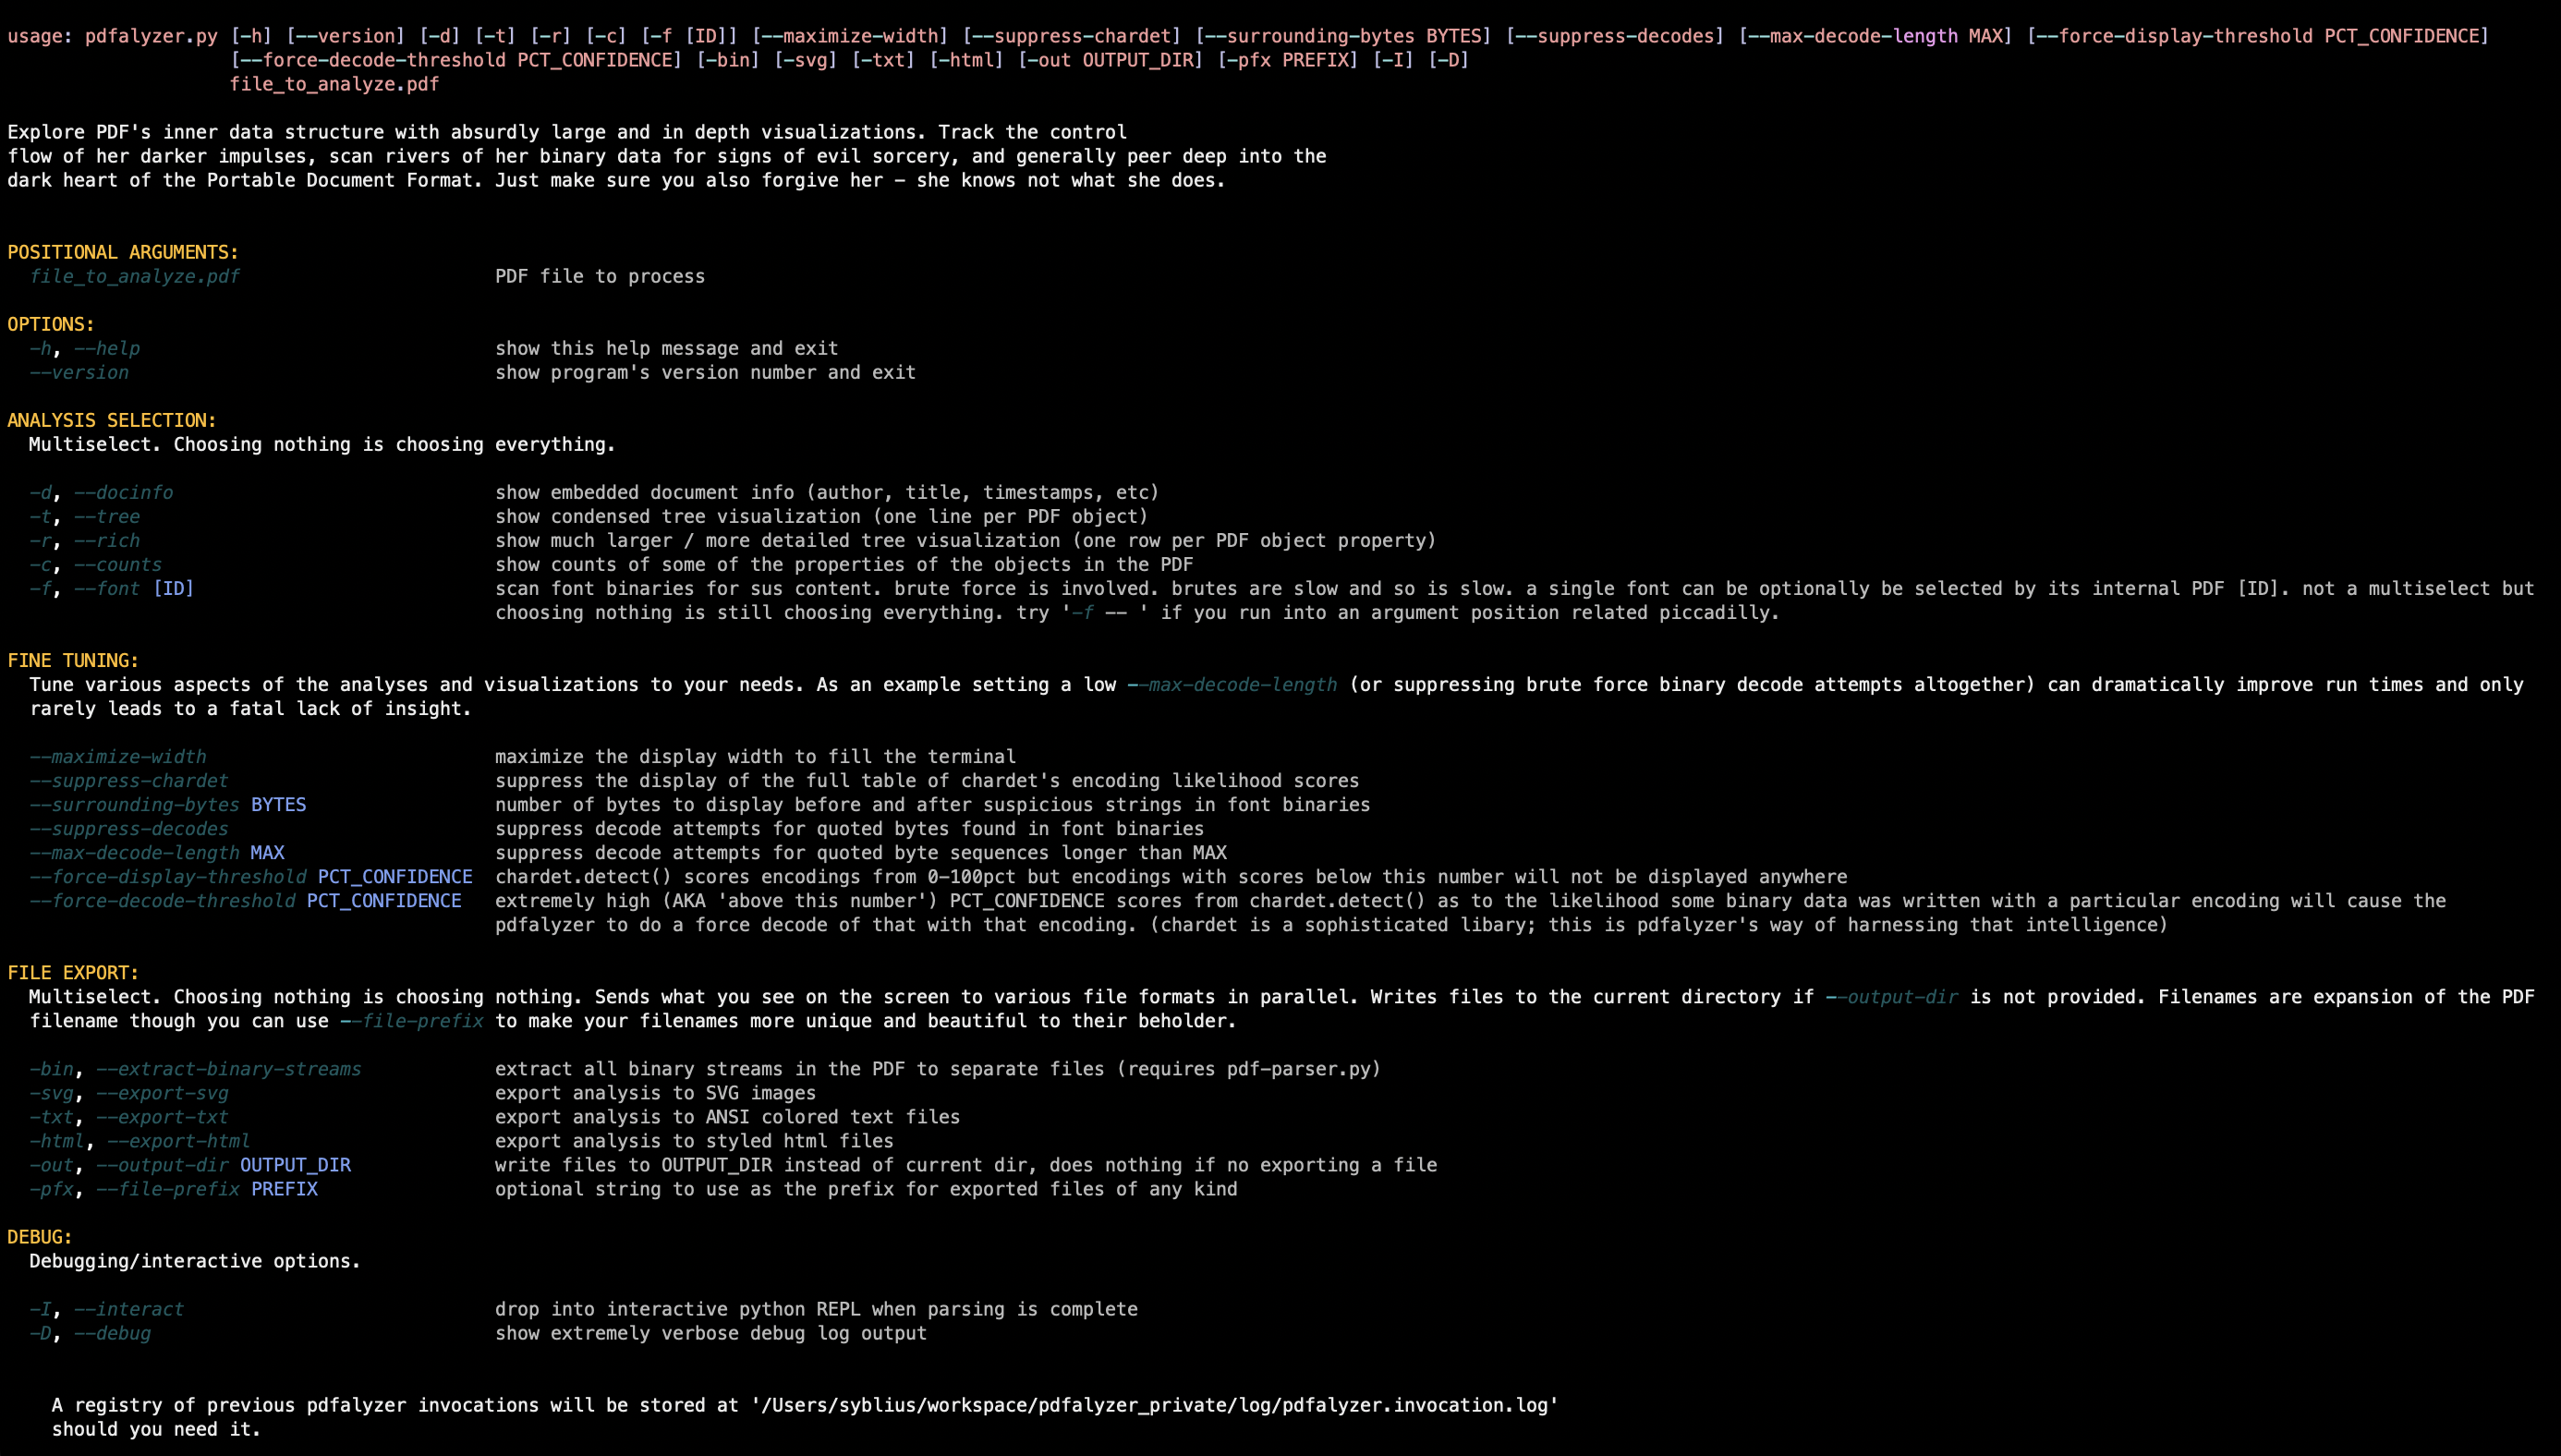 usage: pdfalyzer.py [-h] [--version] [-d] [-t] [-r] [-c] [-f [ID]] [--maximize-width] [--suppress-chardet] [--surrounding-bytes BYTES] [--suppress-decodes] [--max-decode-length MAX] [--force-display-threshold PCT_CONFIDENCE]
[--force-decode-threshold PCT_CONFIDENCE] [-bin] [-svg] [-txt] [-html] [-out OUTPUT_DIR] [-pfx PREFIX] [-I] [-D]
file_to_analyze.pdf
Explore PDF's inner data structure with absurdly large and in depth visualizations. Track the control
flow of her darker impulses, scan rivers of her binary data for signs of evil sorcery, and generally peer deep into the
dark heart of the Portable Document Format. Just make sure you also forgive her - she knows not what she does.
POSITIONAL ARGUMENTS:
file_to_analyze.pdf PDF file to process
OPTIONS:
-h, --help show this help message and exit
--version show program's version number and exit
ANALYSIS SELECTION:
Multiselect. Choosing nothing is choosing everything.
-d, --docinfo show embedded document info (author, title, timestamps, etc)
-t, --tree show condensed tree visualization (one line per PDF object)
-r, --rich show much larger / more detailed tree visualization (one row per PDF object property)
-c, --counts show counts of some of the properties of the objects in the PDF
-f, --font [ID] scan font binaries for sus content. brute force is involved. brutes are slow and so is slow. a single font can be optionally be selected by its internal PDF [ID]. not a multiselect but
choosing nothing is still choosing everything. try '-f -- ' if you run into an argument position related piccadilly.
FINE TUNING:
Tune various aspects of the analyses and visualizations to your needs. As an example setting a low --max-decode-length (or suppressing brute force binary decode attempts altogether) can dramatically improve run times and only
rarely leads to a fatal lack of insight.
--maximize-width maximize the display width to fill the terminal
--suppress-chardet suppress the display of the full table of chardet's encoding likelihood scores
--surrounding-bytes BYTES number of bytes to display before and after suspicious strings in font binaries
--suppress-decodes suppress decode attempts for quoted bytes found in font binaries
--max-decode-length MAX suppress decode attempts for quoted byte sequences longer than MAX
--force-display-threshold PCT_CONFIDENCE chardet.detect() scores encodings from 0-100pct but encodings with scores below this number will not be displayed anywhere
--force-decode-threshold PCT_CONFIDENCE extremely high (AKA 'above this number') PCT_CONFIDENCE scores from chardet.detect() as to the likelihood some binary data was written with a particular encoding will cause the
pdfalyzer to do a force decode of that with that encoding. (chardet is a sophisticated libary; this is pdfalyzer's way of harnessing that intelligence)
FILE EXPORT:
Multiselect. Choosing nothing is choosing nothing. Sends what you see on the screen to various file formats in parallel. Writes files to the current directory if --output-dir is not provided. Filenames are expansion of the PDF
filename though you can use --file-prefix to make your filenames more unique and beautiful to their beholder.
-bin, --extract-binary-streams extract all binary streams in the PDF to separate files (requires pdf-parser.py)
-svg, --export-svg export analysis to SVG images
-txt, --export-txt export analysis to ANSI colored text files
-html, --export-html export analysis to styled html files
-out, --output-dir OUTPUT_DIR write files to OUTPUT_DIR instead of current dir, does nothing if no exporting a file
-pfx, --file-prefix PREFIX optional string to use as the prefix for exported files of any kind
DEBUG:
Debugging/interactive options.
-I, --interact drop into interactive python REPL when parsing is complete
-D, --debug show extremely verbose debug log output
A registry of previous pdfalyzer invocations will be stored at '/Users/syblius/workspace/pdfalyzer_private/log/pdfalyzer.invocation.log'
should you need it.